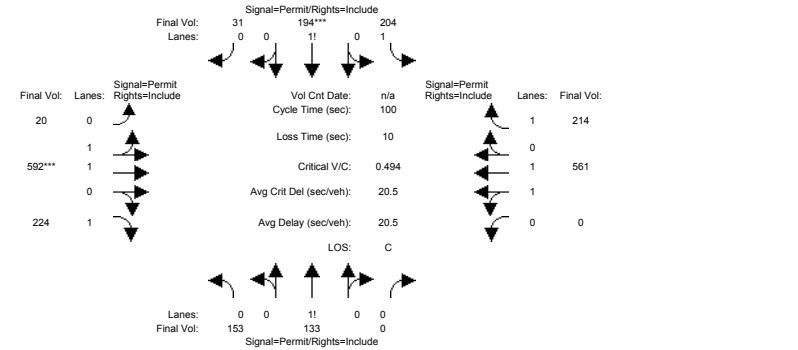 Signal=Permit/Rights=Include
Final Vol: 31 194*** 204
Lanes: 0 0 1! 0 1
Signal=Permit Signal=Permit
Final Vol: Lanes: Rights=Include Vol Cnt Date: n/a Rights=Include Lanes: Final Vol:
Cycle Time (sec): 100
20 0 1 214
Loss Time (sec): 10
1 0
592*** 1 Critical V/C: 0.494 1 561
0 Avg Crit Del (sec/veh): 20.5 1
224 1 Avg Delay (sec/veh): 20.5 0 0
LOS: C
Lanes: 0 0 1! 0 0
Final Vol: 153 133 0
Signal=Permit/Rights=Include